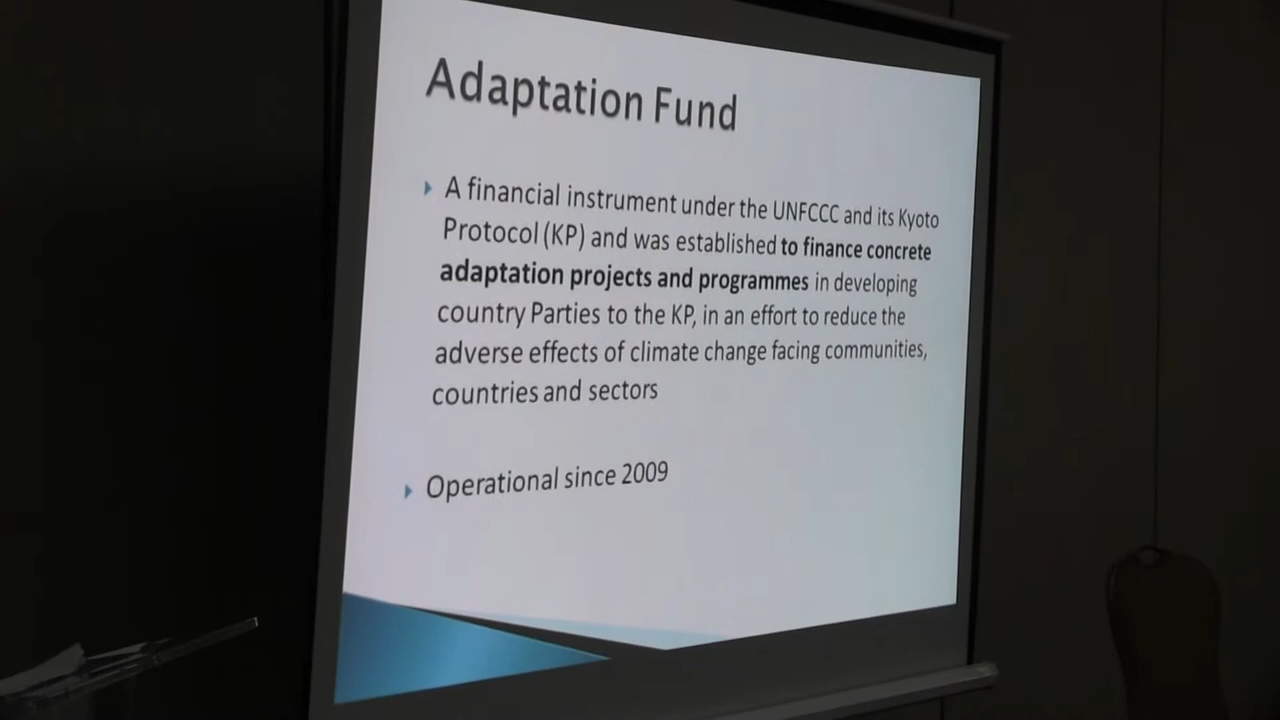 Adaptation Fund
A financial instrument under the UNFCCC and its Kyoto
Protocol (KP) and was established to finance concrete
adaptation projects and programmes in developing
country Parties to the KP, in an effort to reduce the
adverse effects of climate change facing communities,
countries and sectors
Operational since 2009